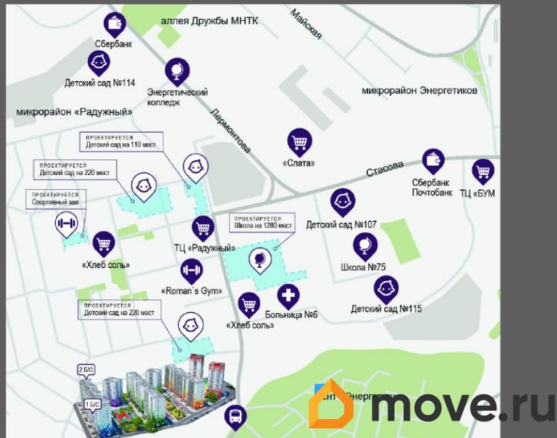 аллея Дружбы МНТК
Майская
Сбербанк
Детский сад №114
Энергетический
колледж
микрорайон Энергетиков
микрорайон «Радужный»
Лермонтова
ПРОЕКТИРУЕТСЯ
Детский сад на 110 мест
«Слата»
Стасова
ПРОЕКТИРУЕТСЯ
Детский сад на 220 мест
Сбербанк
Почтобанк
ТЦ «БУМ
ПРОЕКТИРУЕТСЯ
Спортивный зал
ПРОЕКТИРУЕТСЯ
Школа на 1280 мест
Детский сад №107
ТЦ «Радужный»
«Хлеб соль»
Школа №75
«Roman`s Gym»
«Хлеб соль»
Больница №6
Детский сад №115
ПРОЕКТИРУЕТСЯ
Детский сад на 220 мест
2 Б/С
1 Б/С
move.ru